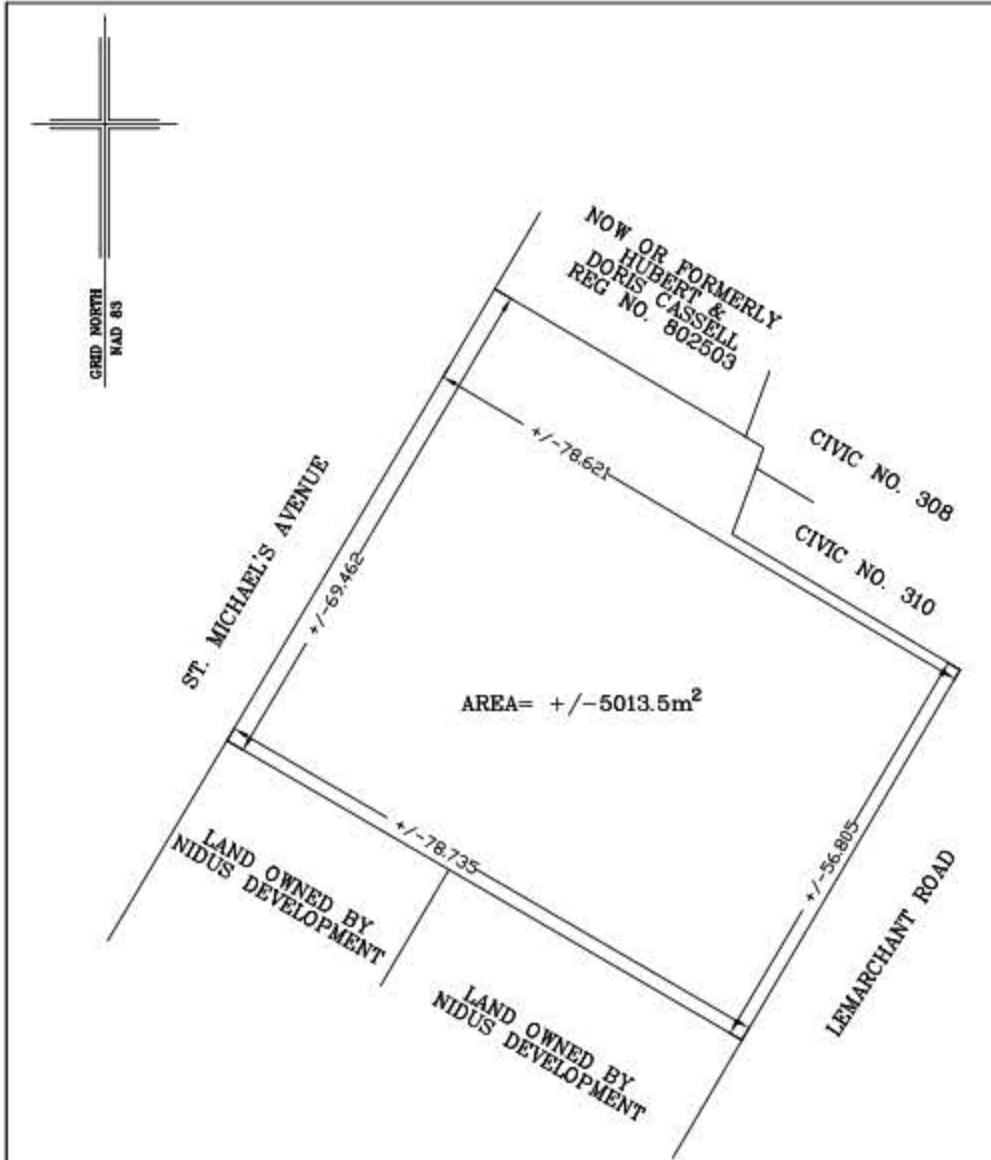 GRID NORTH
NAD 83
NOW OR FORMERLY
HUBERT &
DORIS CASSELL
REG NO. 802503
CIVIC NO. 308
CIVIC NO. 310
+/-78.621
ST. MICHAEL'S AVENUE
+/-69.462
AREA= +/-5013.5m²
+/-78.735
+/-56.805
LEMARCHANT ROAD
LAND OWNED BY
NIDUS DEVELOPMENT
LAND OWNED BY
NIDUS DEVELOPMENT